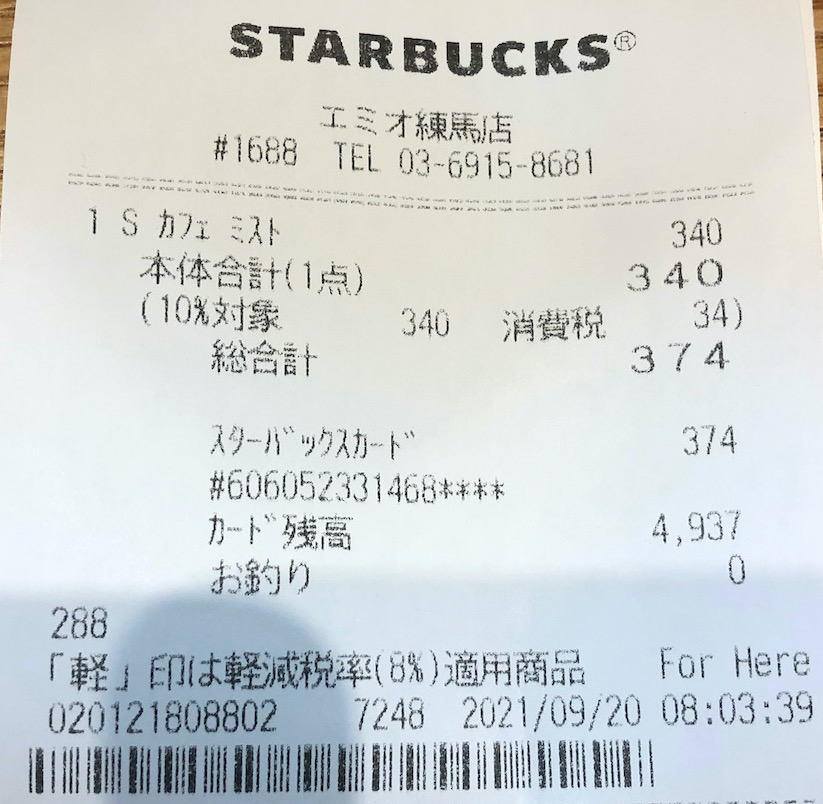 STARBUCKS®
エミオ練馬店
#1688 TEL 03-6915-8681
1 S カフェ ミスト 340
本体合計(1点) 340
(10%対象 340 消費税 34)
総合計 374
スターバックスカード 374
#606052331468****
カード残高 4,937
お釣り 0
288
「軽」印は軽減税率(8%)適用商品 For Here
020121808802 7248 2021/09/20 08:03:39